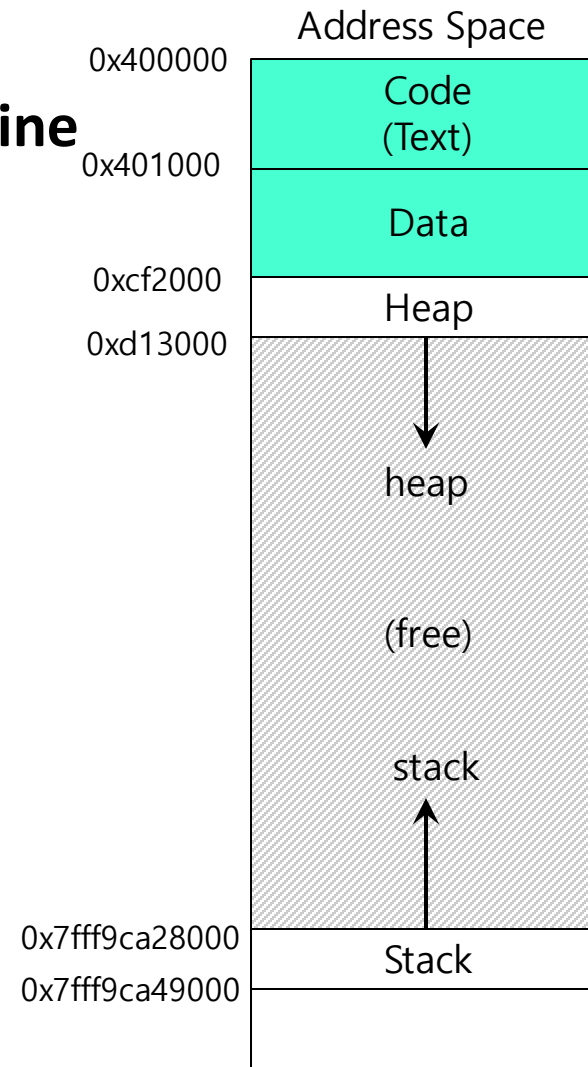 Address Space
0x400000
Code
(Text)
ine
0x401000
Data
0xcf2000
Heap
0xd13000
heap
(free)
stack
0x7fff9ca28000
Stack
0x7fff9ca49000